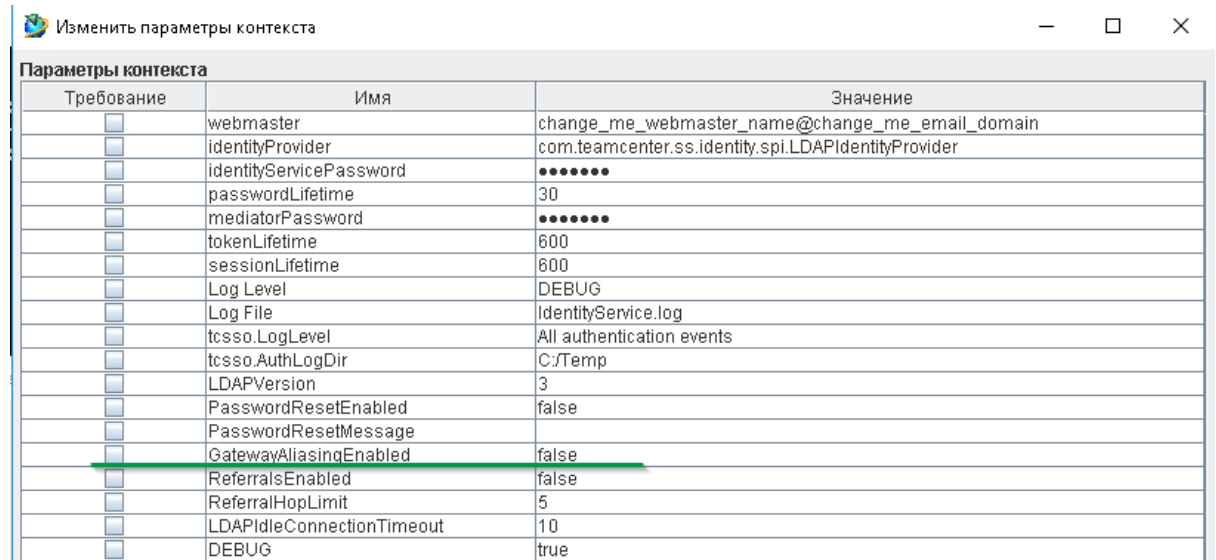 Изменить параметры контекста
Параметры контекста
Требование Имя Значение
webmaster change_me_webmaster_name@change_me_email_domain
identityProvider com.teamcenter.ss.identity.spi.LDAPIdentityProvider
identityServicePassword •••••••
passwordLifetime 30
mediatorPassword •••••••
tokenLifetime 600
sessionLifetime 600
Log Level DEBUG
Log File IdentityService.log
tcsso.LogLevel All authentication events
tcsso.AuthLogDir C:/Temp
LDAPVersion 3
PasswordResetEnabled false
PasswordResetMessage
GatewayAliasingEnabled false
ReferralsEnabled false
ReferralHopLimit 5
LDAPIdleConnectionTimeout 10
DEBUG true